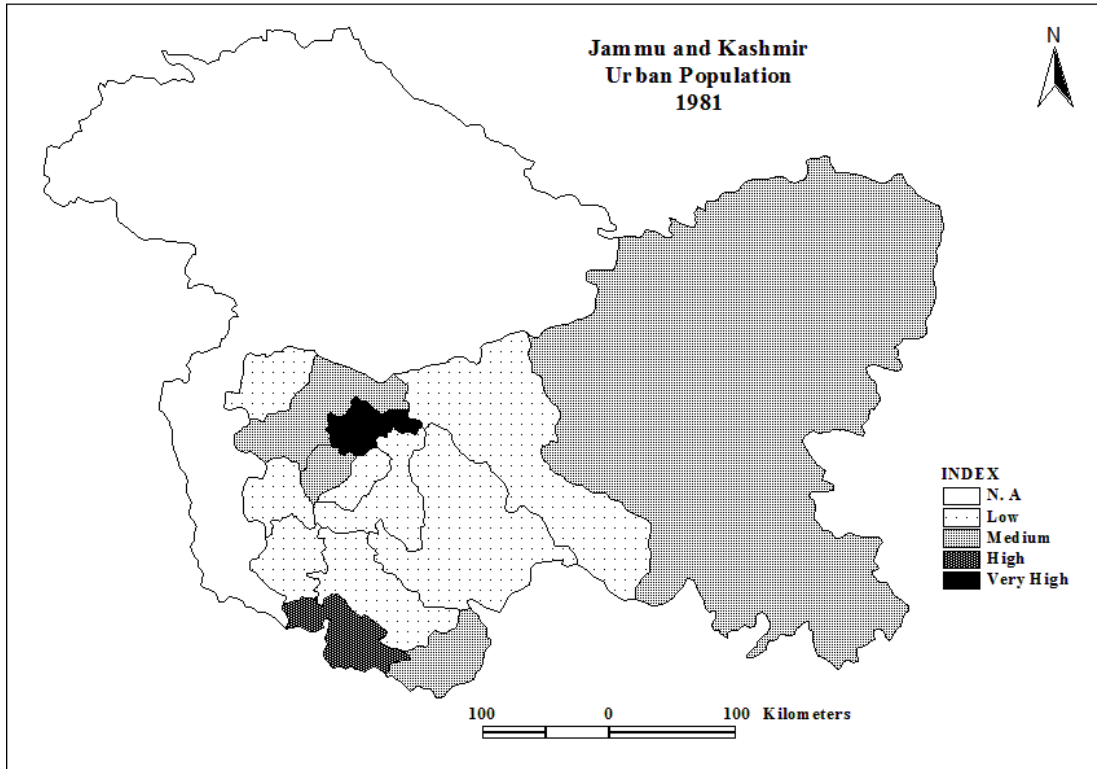 Jammu and Kashmir
Urban Population
1981
N
INDEX
N. A
Low
Medium
High
Very High
100 0 100 Kilometers